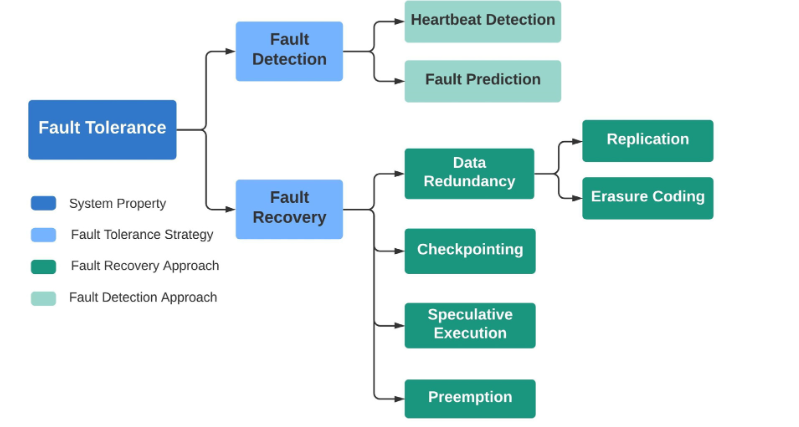 Heartbeat Detection
Fault
Detection
Fault Prediction
Fault Tolerance
Replication
Data
Redundancy
Erasure Coding
Fault
Recovery
System Property
Fault Tolerance Strategy
Checkpointing
Fault Recovery Approach
Fault Detection Approach
Speculative
Execution
Preemption